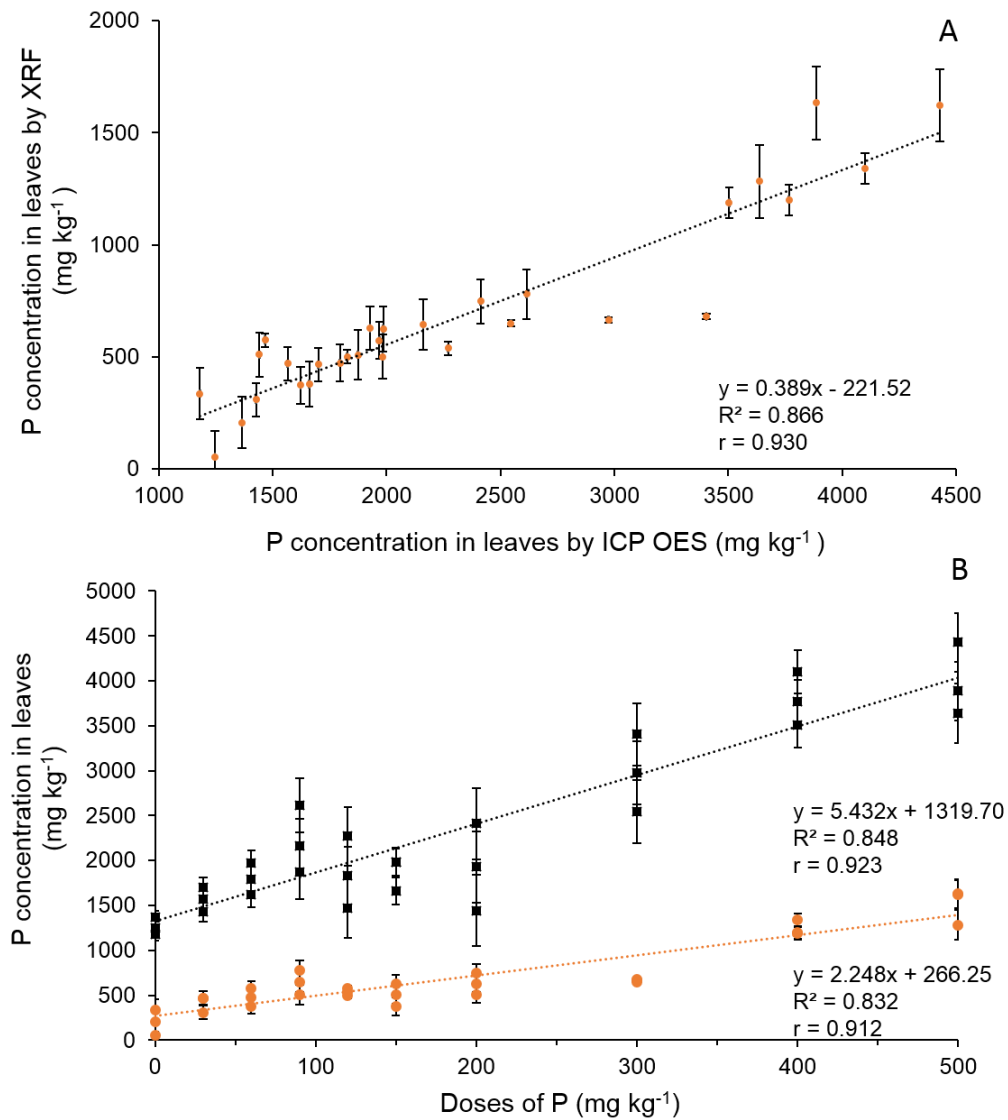 A
P concentration in leaves by XRF
(mg kg⁻¹)
2000
1500
1000
500
0
y = 0.389x - 221.52
R² = 0.866
r = 0.930
1000 1500 2000 2500 3000 3500 4000 4500
P concentration in leaves by ICP OES (mg kg⁻¹ )
B
P concentration in leaves
(mg kg⁻¹)
5000
4500
4000
3500
3000
2500
2000
1500
1000
500
0
y = 5.432x + 1319.70
R² = 0.848
r = 0.923
y = 2.248x + 266.25
R² = 0.832
r = 0.912
0 100 200 300 400 500
Doses of P (mg kg⁻¹)